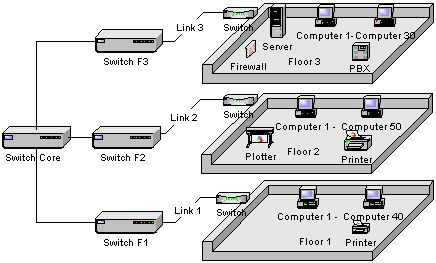 Link 3
Switch
Server
Computer 1- Computer 30
Switch F3
Firewall
Floor 3
PBX
Link 2
Switch
Computer 1 - Computer 50
Switch Core
Switch F2
Plotter
Floor 2
Printer
Link 1
Switch
Computer 1 - Computer 40
Switch F1
Floor 1
Printer